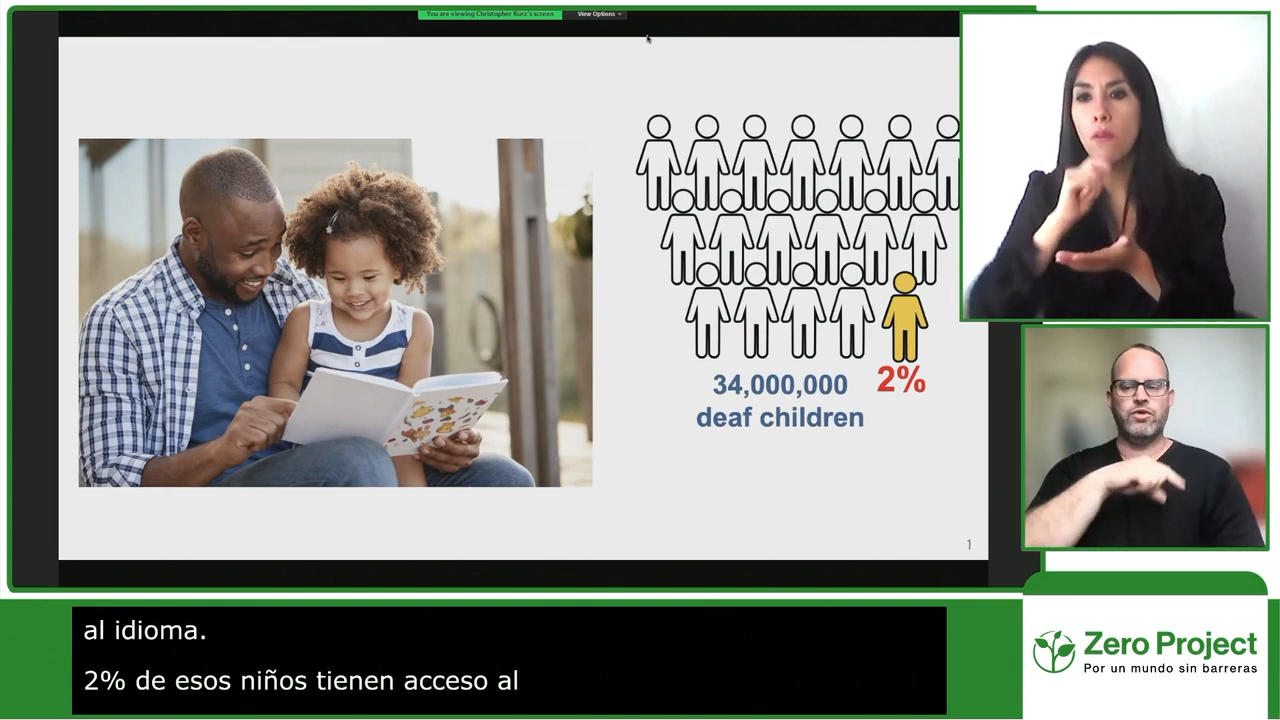 You are viewing Christopher Kurz's screen
View Options
34,000,000
deaf children
2%
1
al idioma.
2% de esos niños tienen acceso al
Zero Project
Por un mundo sin barreras